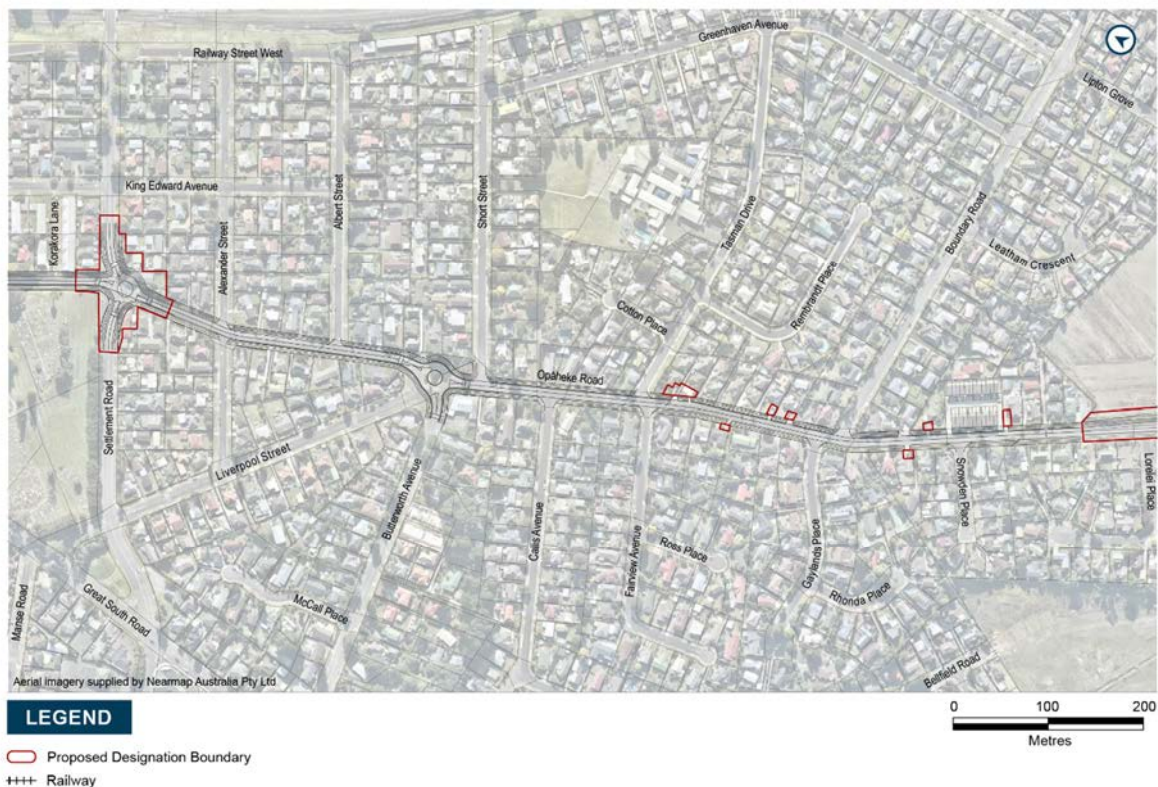 Greenhaven Avenue
Railway Street West
Lipton Grove
King Edward Avenue
Korakora Lane
Albert Street
Short Street
Alexander Street
Tasman Drive
Boundary Road
Leatham Crescent
Rembrandt Place
Cotton Place
Opāheke Road
Settlement Road
Liverpool Street
Butterworth Avenue
Calis Avenue
Fairview Avenue
Ross Place
Gaylands Place
Snowden Place
Lorelei Place
Rhonda Place
Manse Road
Great South Road
McCall Place
Bellfield Road
Aerial imagery supplied by Nearmap Australia Pty Ltd
LEGEND
0 100 200
Metres
Proposed Designation Boundary
Railway